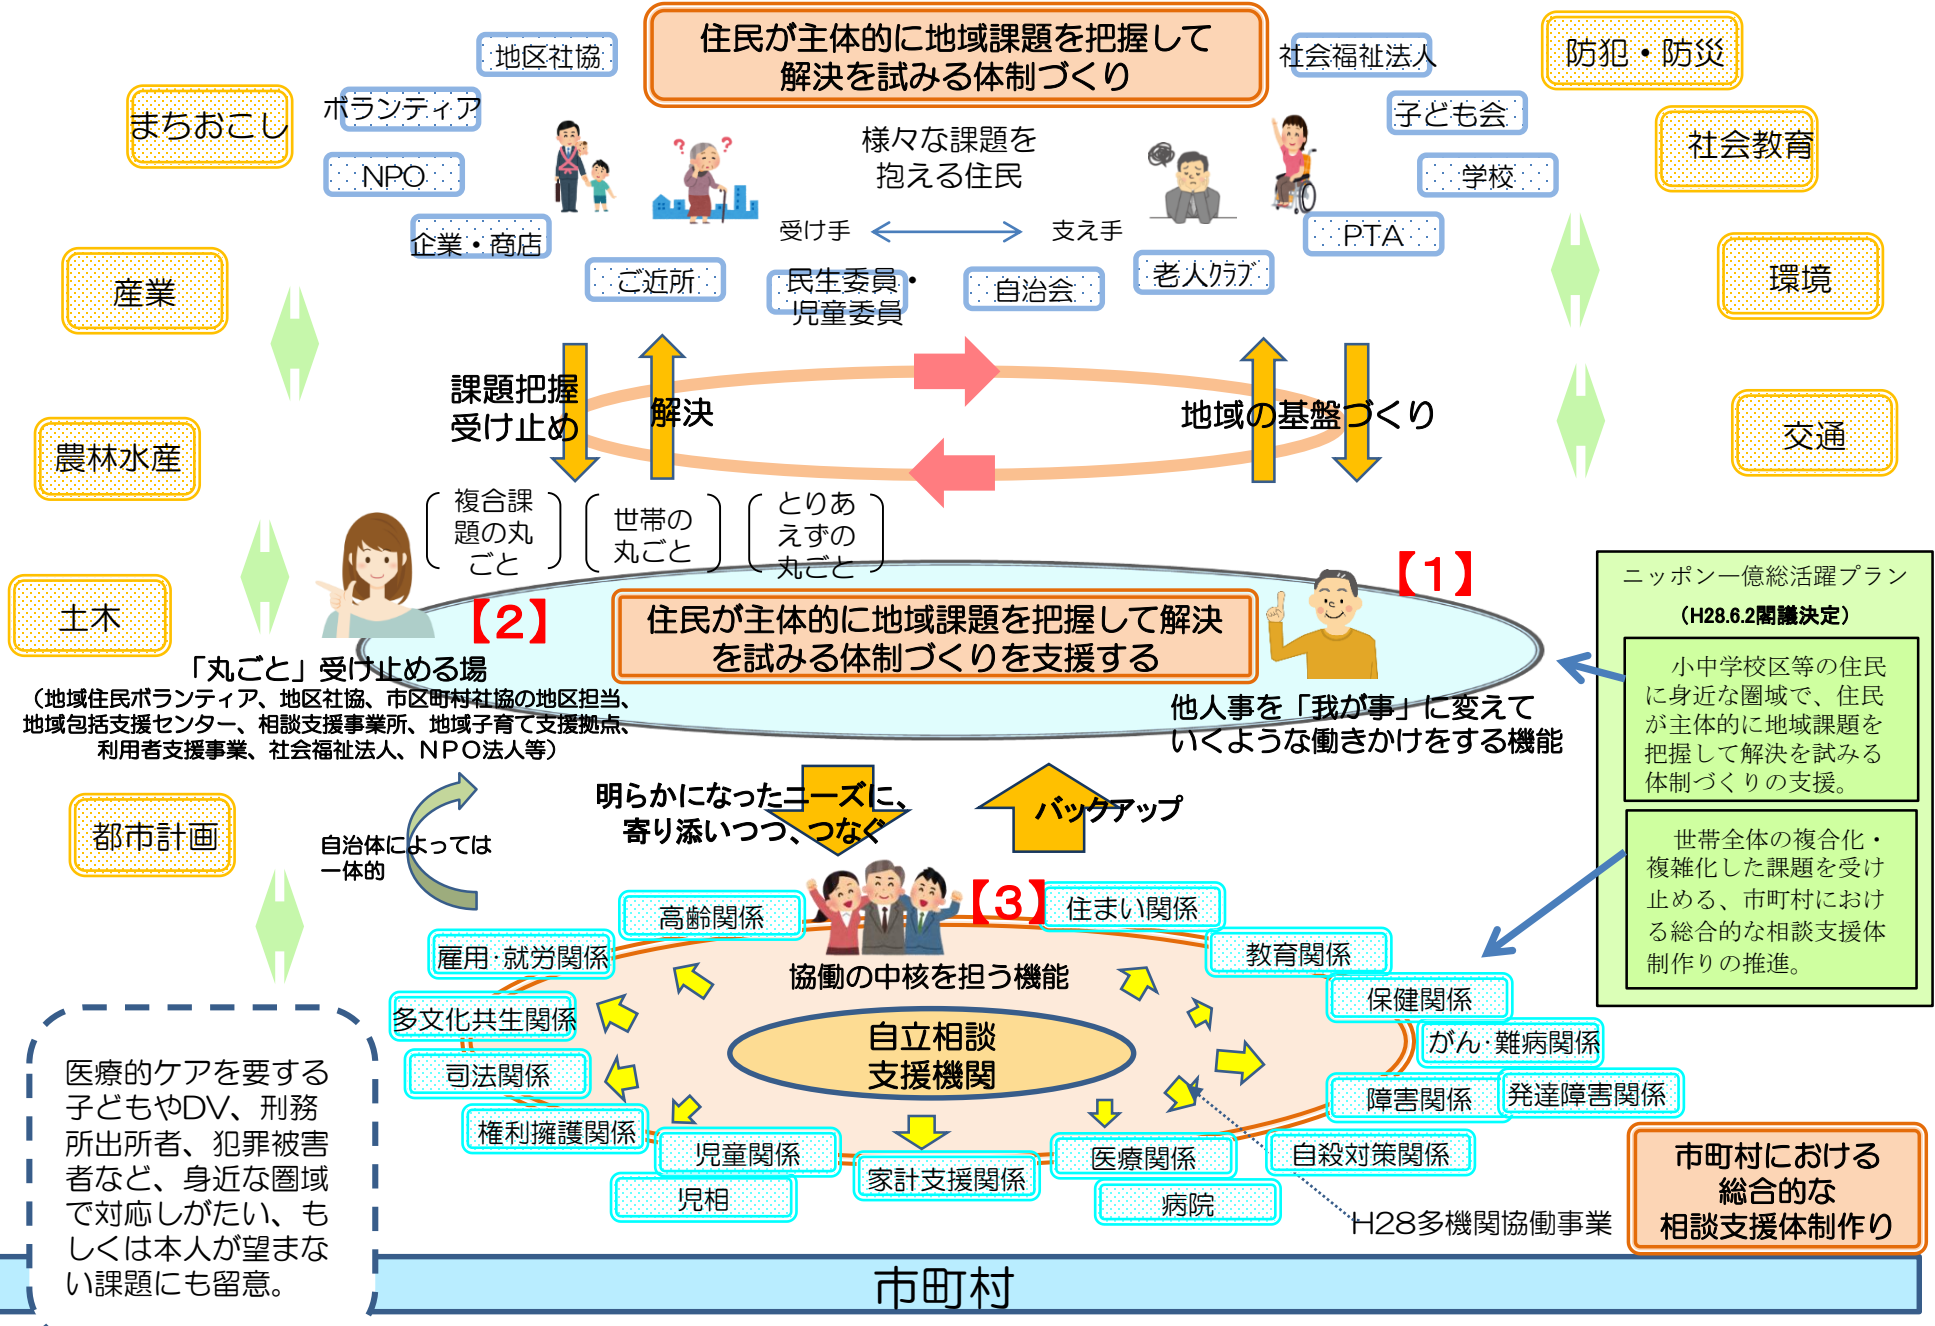 住民が主体的に地域課題を把握して
解決を試みる体制づくり
地区社協
ボランティア
NPO
企業・商店
ご近所
民生委員・
児童委員
自治会
老人ｸﾗﾌﾞ
PTA
学校
子ども会
社会福祉法人
様々な課題を
抱える住民
受け手
支え手
まちおこし
産業
農林水産
土木
都市計画
防犯・防災
社会教育
環境
交通
課題把握
受け止め
解決
地域の基盤づくり
複合課
題の丸
ごと
世帯の
丸ごと
とりあ
えずの
丸ごと
【1】
【2】
住民が主体的に地域課題を把握して解決
を試みる体制づくりを支援する
「丸ごと」受け止める場
（地域住民ボランティア、地区社協、市区町村社協の地区担当、
地域包括支援センター、相談支援事業所、地域子育て支援拠点、
利用者支援事業、社会福祉法人、ＮＰＯ法人等）
他人事を「我が事」に変えて
いくような働きかけをする機能
ニッポン一億総活躍プラン
（H28.6.2閣議決定）
小中学校区等の住民
に身近な圏域で、住民
が主体的に地域課題を
把握して解決を試みる
体制づくりの支援。
世帯全体の複合化・
複雑化した課題を受け
止める、市町村におけ
る総合的な相談支援体
制作りの推進。
明らかになったニーズに、
寄り添いつつ、つなぐ
バックアップ
自治体によっては
一体的
【3】
協働の中核を担う機能
自立相談
支援機関
高齢関係
雇用･就労関係
多文化共生関係
司法関係
権利擁護関係
児童関係
児相
家計支援関係
医療関係
病院
自殺対策関係
障害関係
発達障害関係
がん･難病関係
保健関係
教育関係
住まい関係
H28多機関協働事業
市町村における
総合的な
相談支援体制作り
医療的ケアを要する
子どもやDV、刑務
所出所者、犯罪被害
者など、身近な圏域
で対応しがたい、も
しくは本人が望まな
い課題にも留意。
市町村